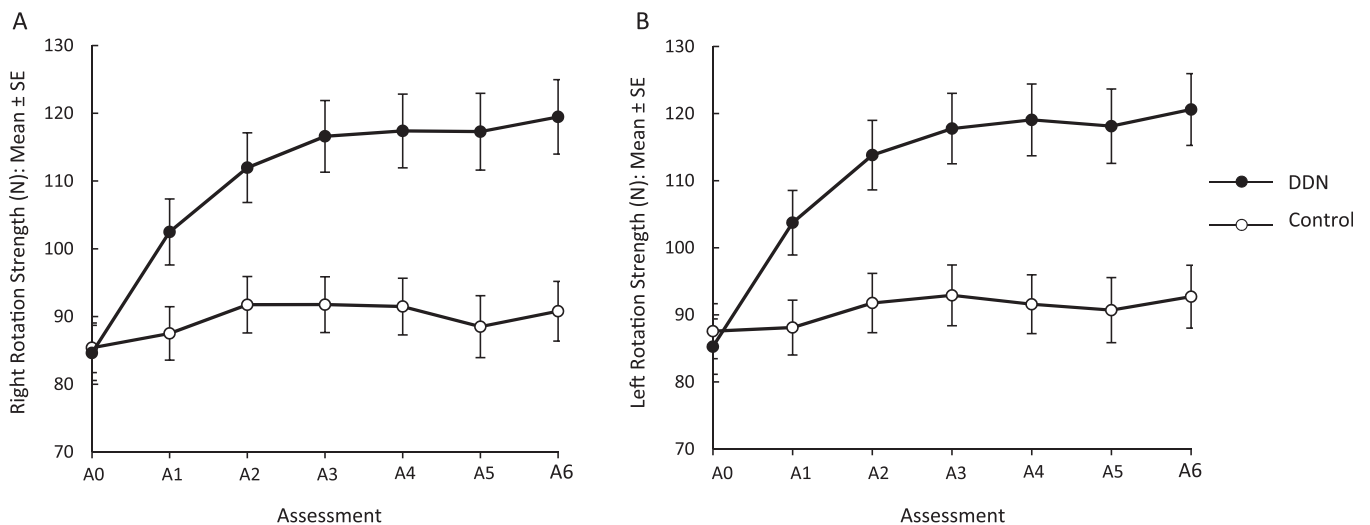 A
Right Rotation Strength (N): Mean ± SE
130
120
110
100
90
80
70
A0 A1 A2 A3 A4 A5 A6
Assessment
B
Left Rotation Strength (N): Mean ± SE
130
120
110
100
90
80
70
A0 A1 A2 A3 A4 A5 A6
Assessment
DDN
Control